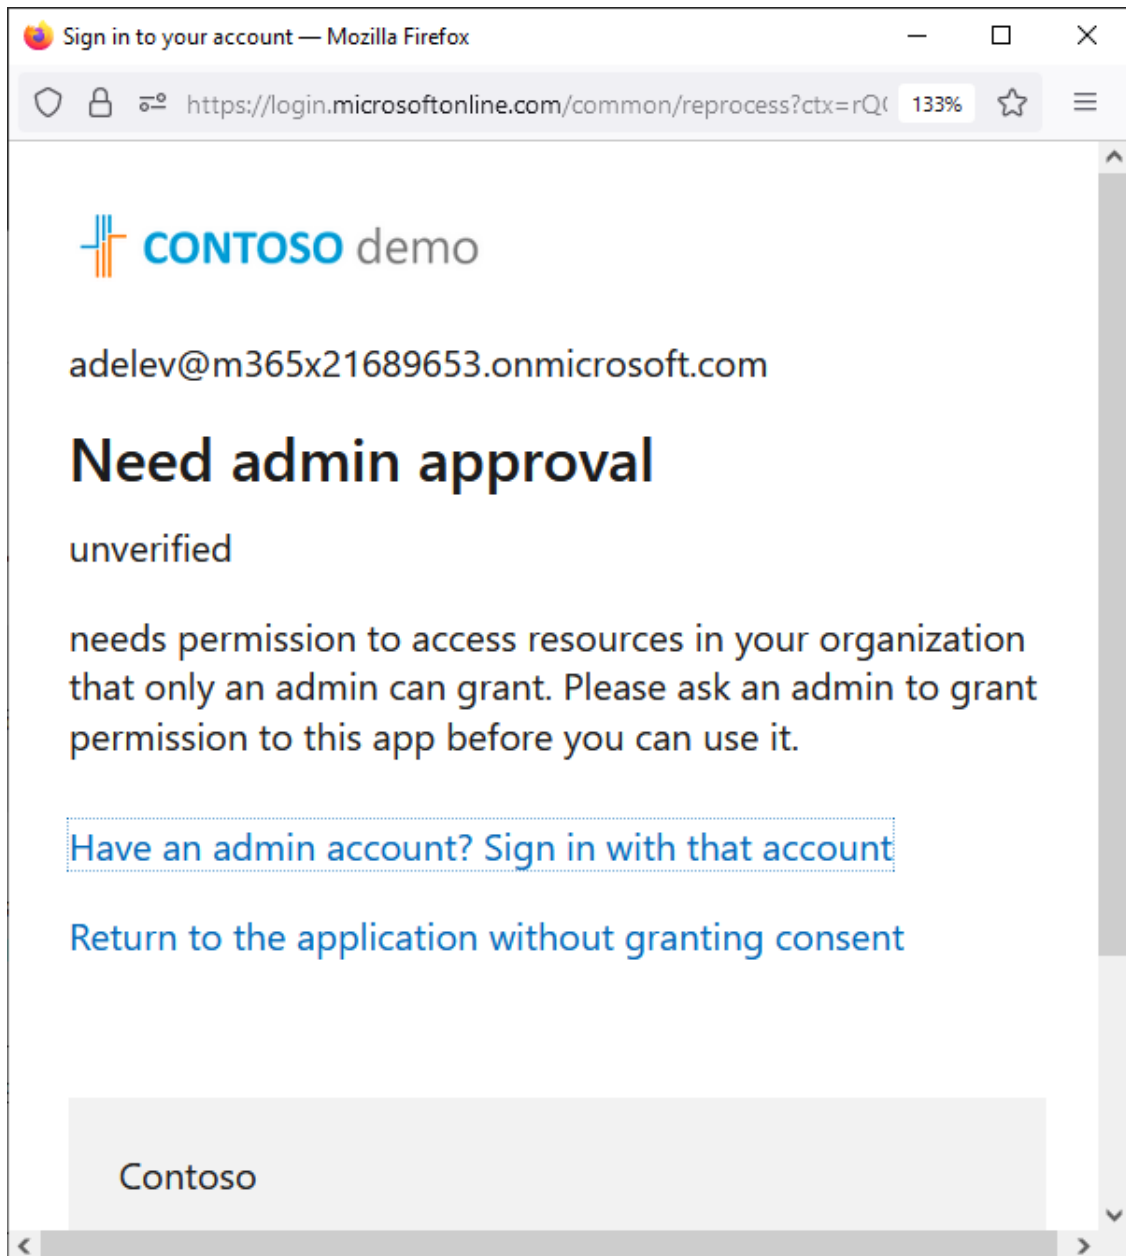 Sign in to your account — Mozilla Firefox
https://login.microsoftonline.com/common/reprocess?ctx=rQ
133%
CONTOSO demo
adelev@m365x21689653.onmicrosoft.com
Need admin approval
unverified
needs permission to access resources in your organization
that only an admin can grant. Please ask an admin to grant
permission to this app before you can use it.
Have an admin account? Sign in with that account
Return to the application without granting consent
Contoso